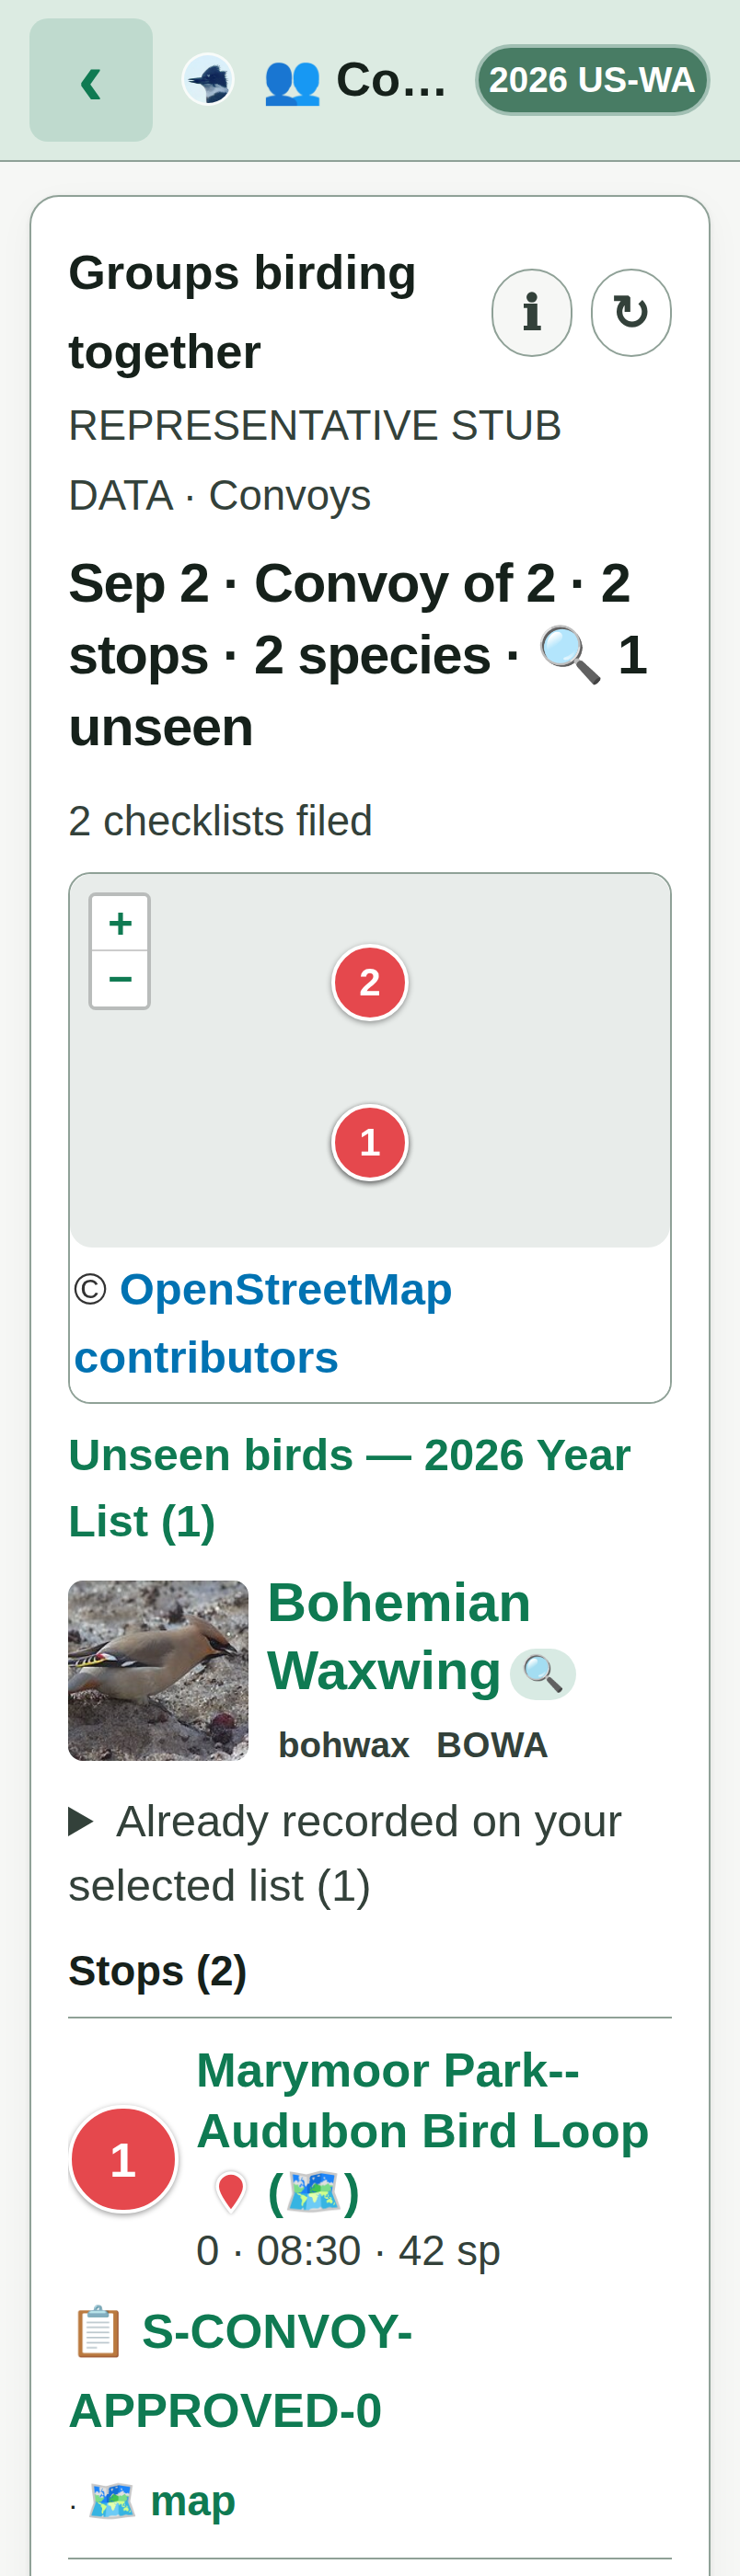 ‹ 👥 Co... 2026 US-WA
Groups birding
together
ℹ ↻
REPRESENTATIVE STUB
DATA · Convoys
Sep 2 · Convoy of 2 · 2
stops · 2 species · 🔍 1
unseen
2 checklists filed
+
−
2
1
© OpenStreetMap
contributors
Unseen birds — 2026 Year
List (1)
Bohemian
Waxwing 🔍
bohwax BOWA
▶ Already recorded on your
selected list (1)
Stops (2)
1
Marymoor Park--
Audubon Bird Loop
📍 (🗺️)
0 · 08:30 · 42 sp
📋 S-CONVOY-
APPROVED-0
· 🗺️ map